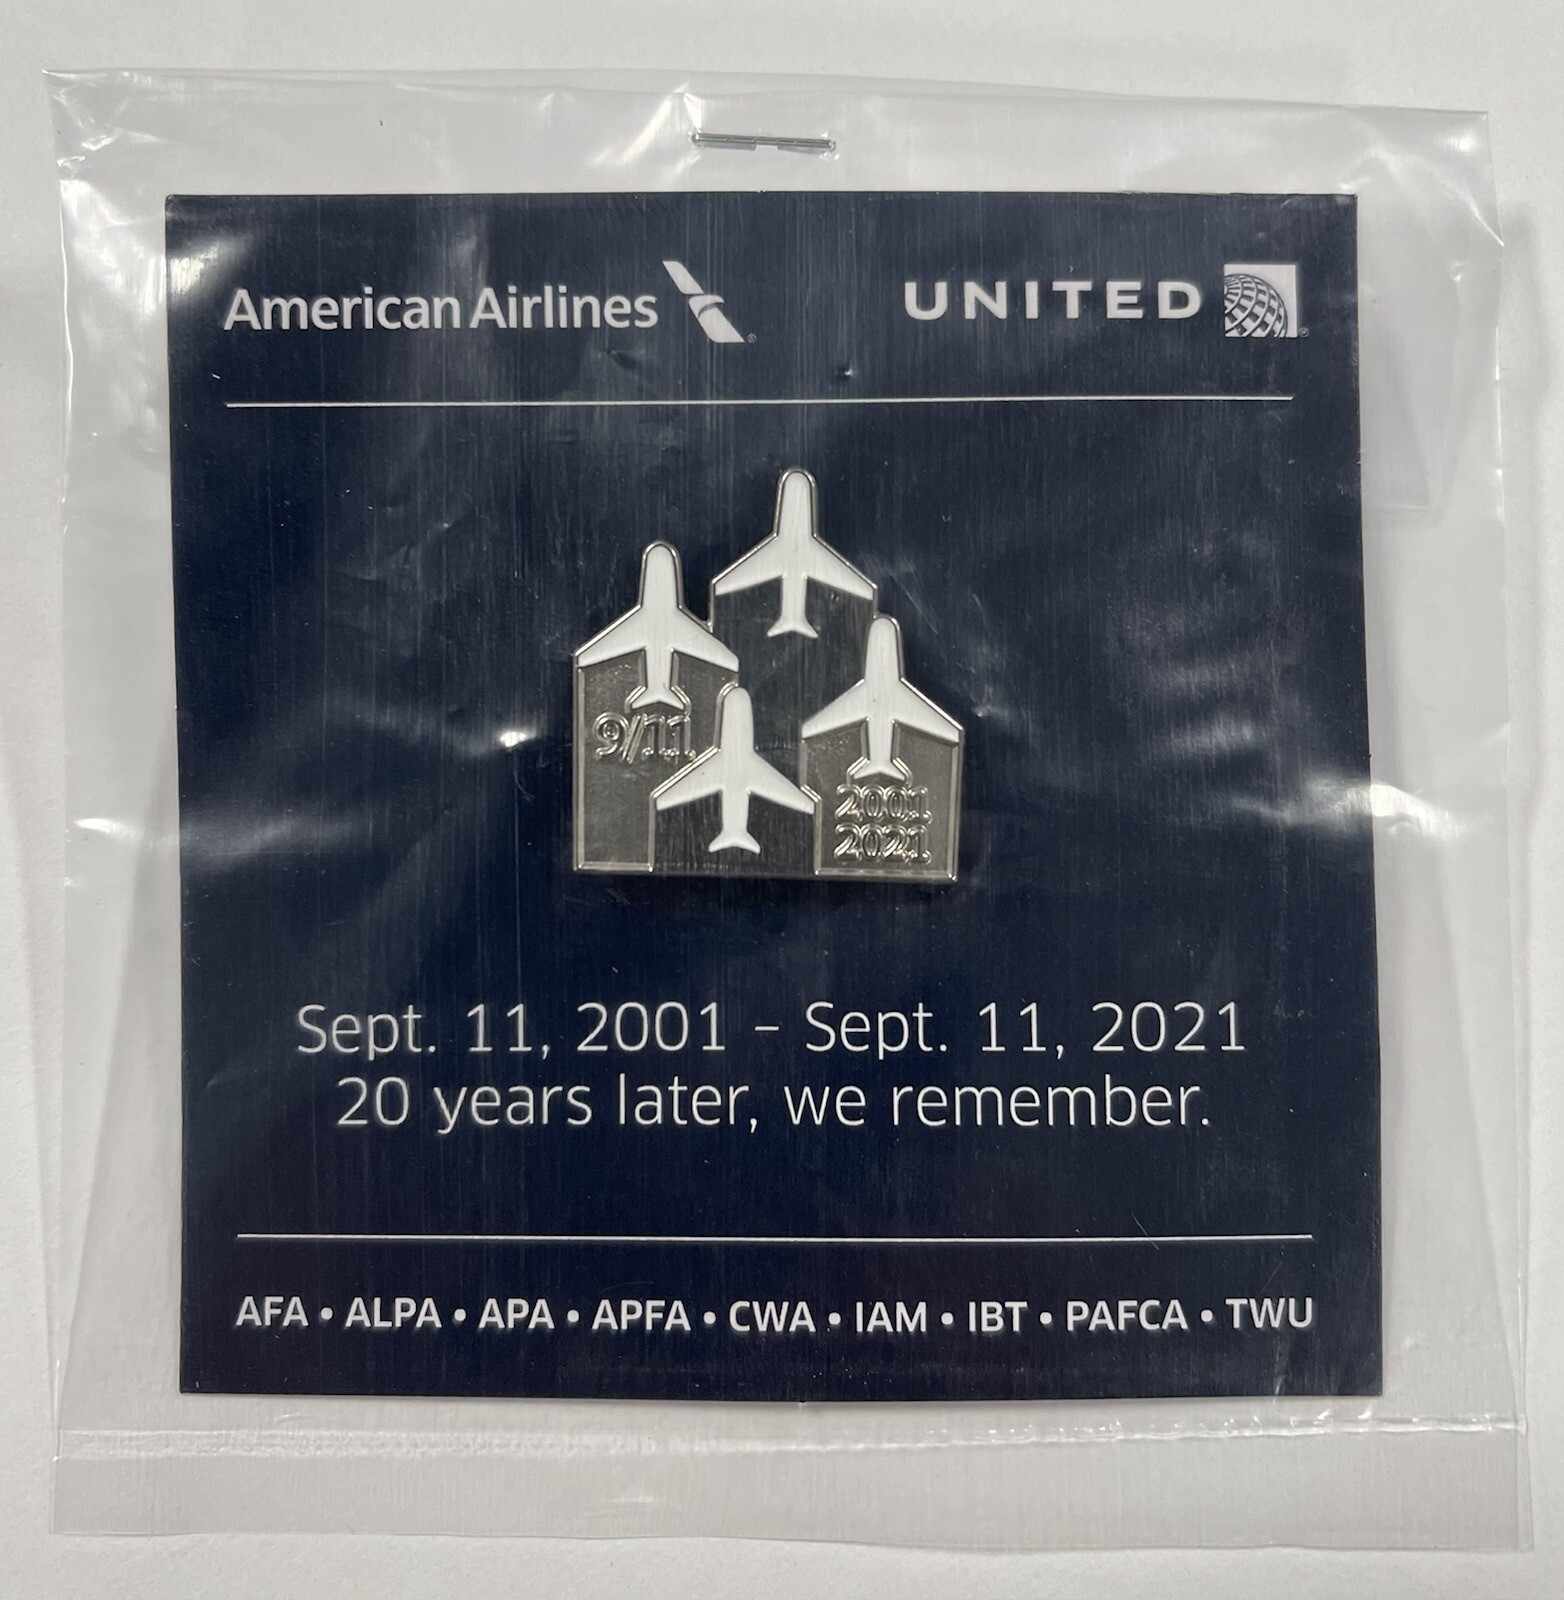 American Airlines
UNITED
9/11
2001
2021
Sept. 11, 2001 – Sept. 11, 2021
20 years later, we remember.
AFA • ALPA • APA • APFA • CWA • IAM • IBT • PAFCA • TWU